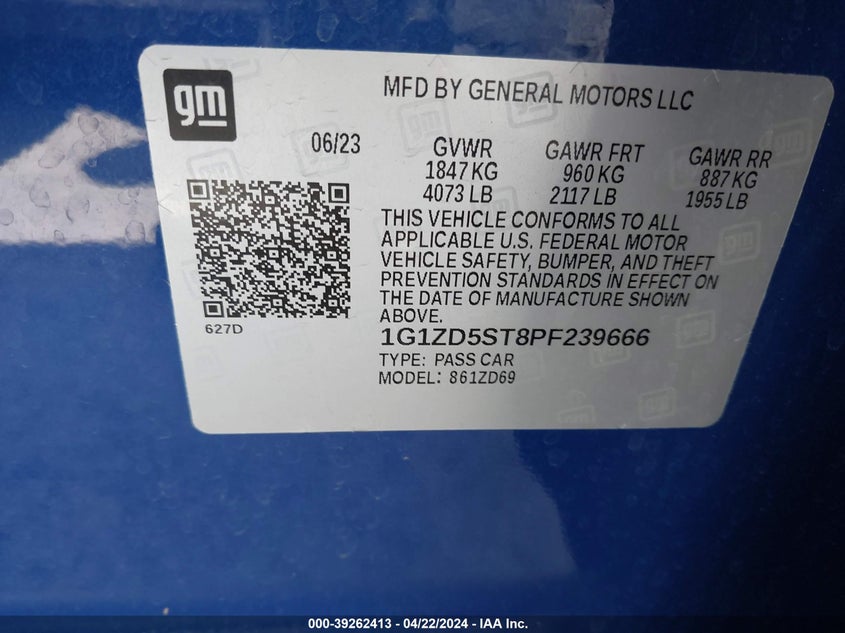 gm
MFD BY GENERAL MOTORS LLC
06/23
GVWR
1847 KG
4073 LB
GAWR FRT
960 KG
2117 LB
GAWR RR
887 KG
1955 LB
THIS VEHICLE CONFORMS TO ALL
APPLICABLE U.S. FEDERAL MOTOR
VEHICLE SAFETY, BUMPER, AND THEFT
PREVENTION STANDARDS IN EFFECT ON
THE DATE OF MANUFACTURE SHOWN
ABOVE.
627D
1G1ZD5ST8PF239666
TYPE: PASS CAR
MODEL: 861ZD69
000-39262413 - 04/22/2024 - IAA Inc.